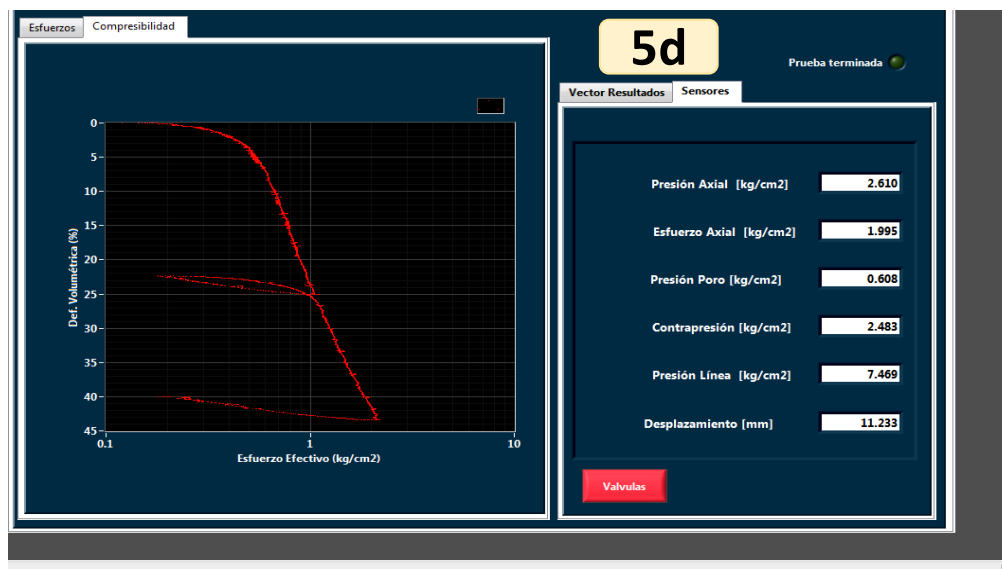 Esfuerzos Compresibilidad
5d
Prueba terminada
Vector Resultados Sensores
0
5
10
15
20
25
30
35
40
45
Def. Volumétrica (%)
0.1 1 10
Esfuerzo Efectivo (kg/cm2)
Presión Axial [kg/cm2] 2.610
Esfuerzo Axial [kg/cm2] 1.995
Presión Poro [kg/cm2] 0.608
Contrapresión [kg/cm2] 2.483
Presión Línea [kg/cm2] 7.469
Desplazamiento [mm] 11.233
Valvulas